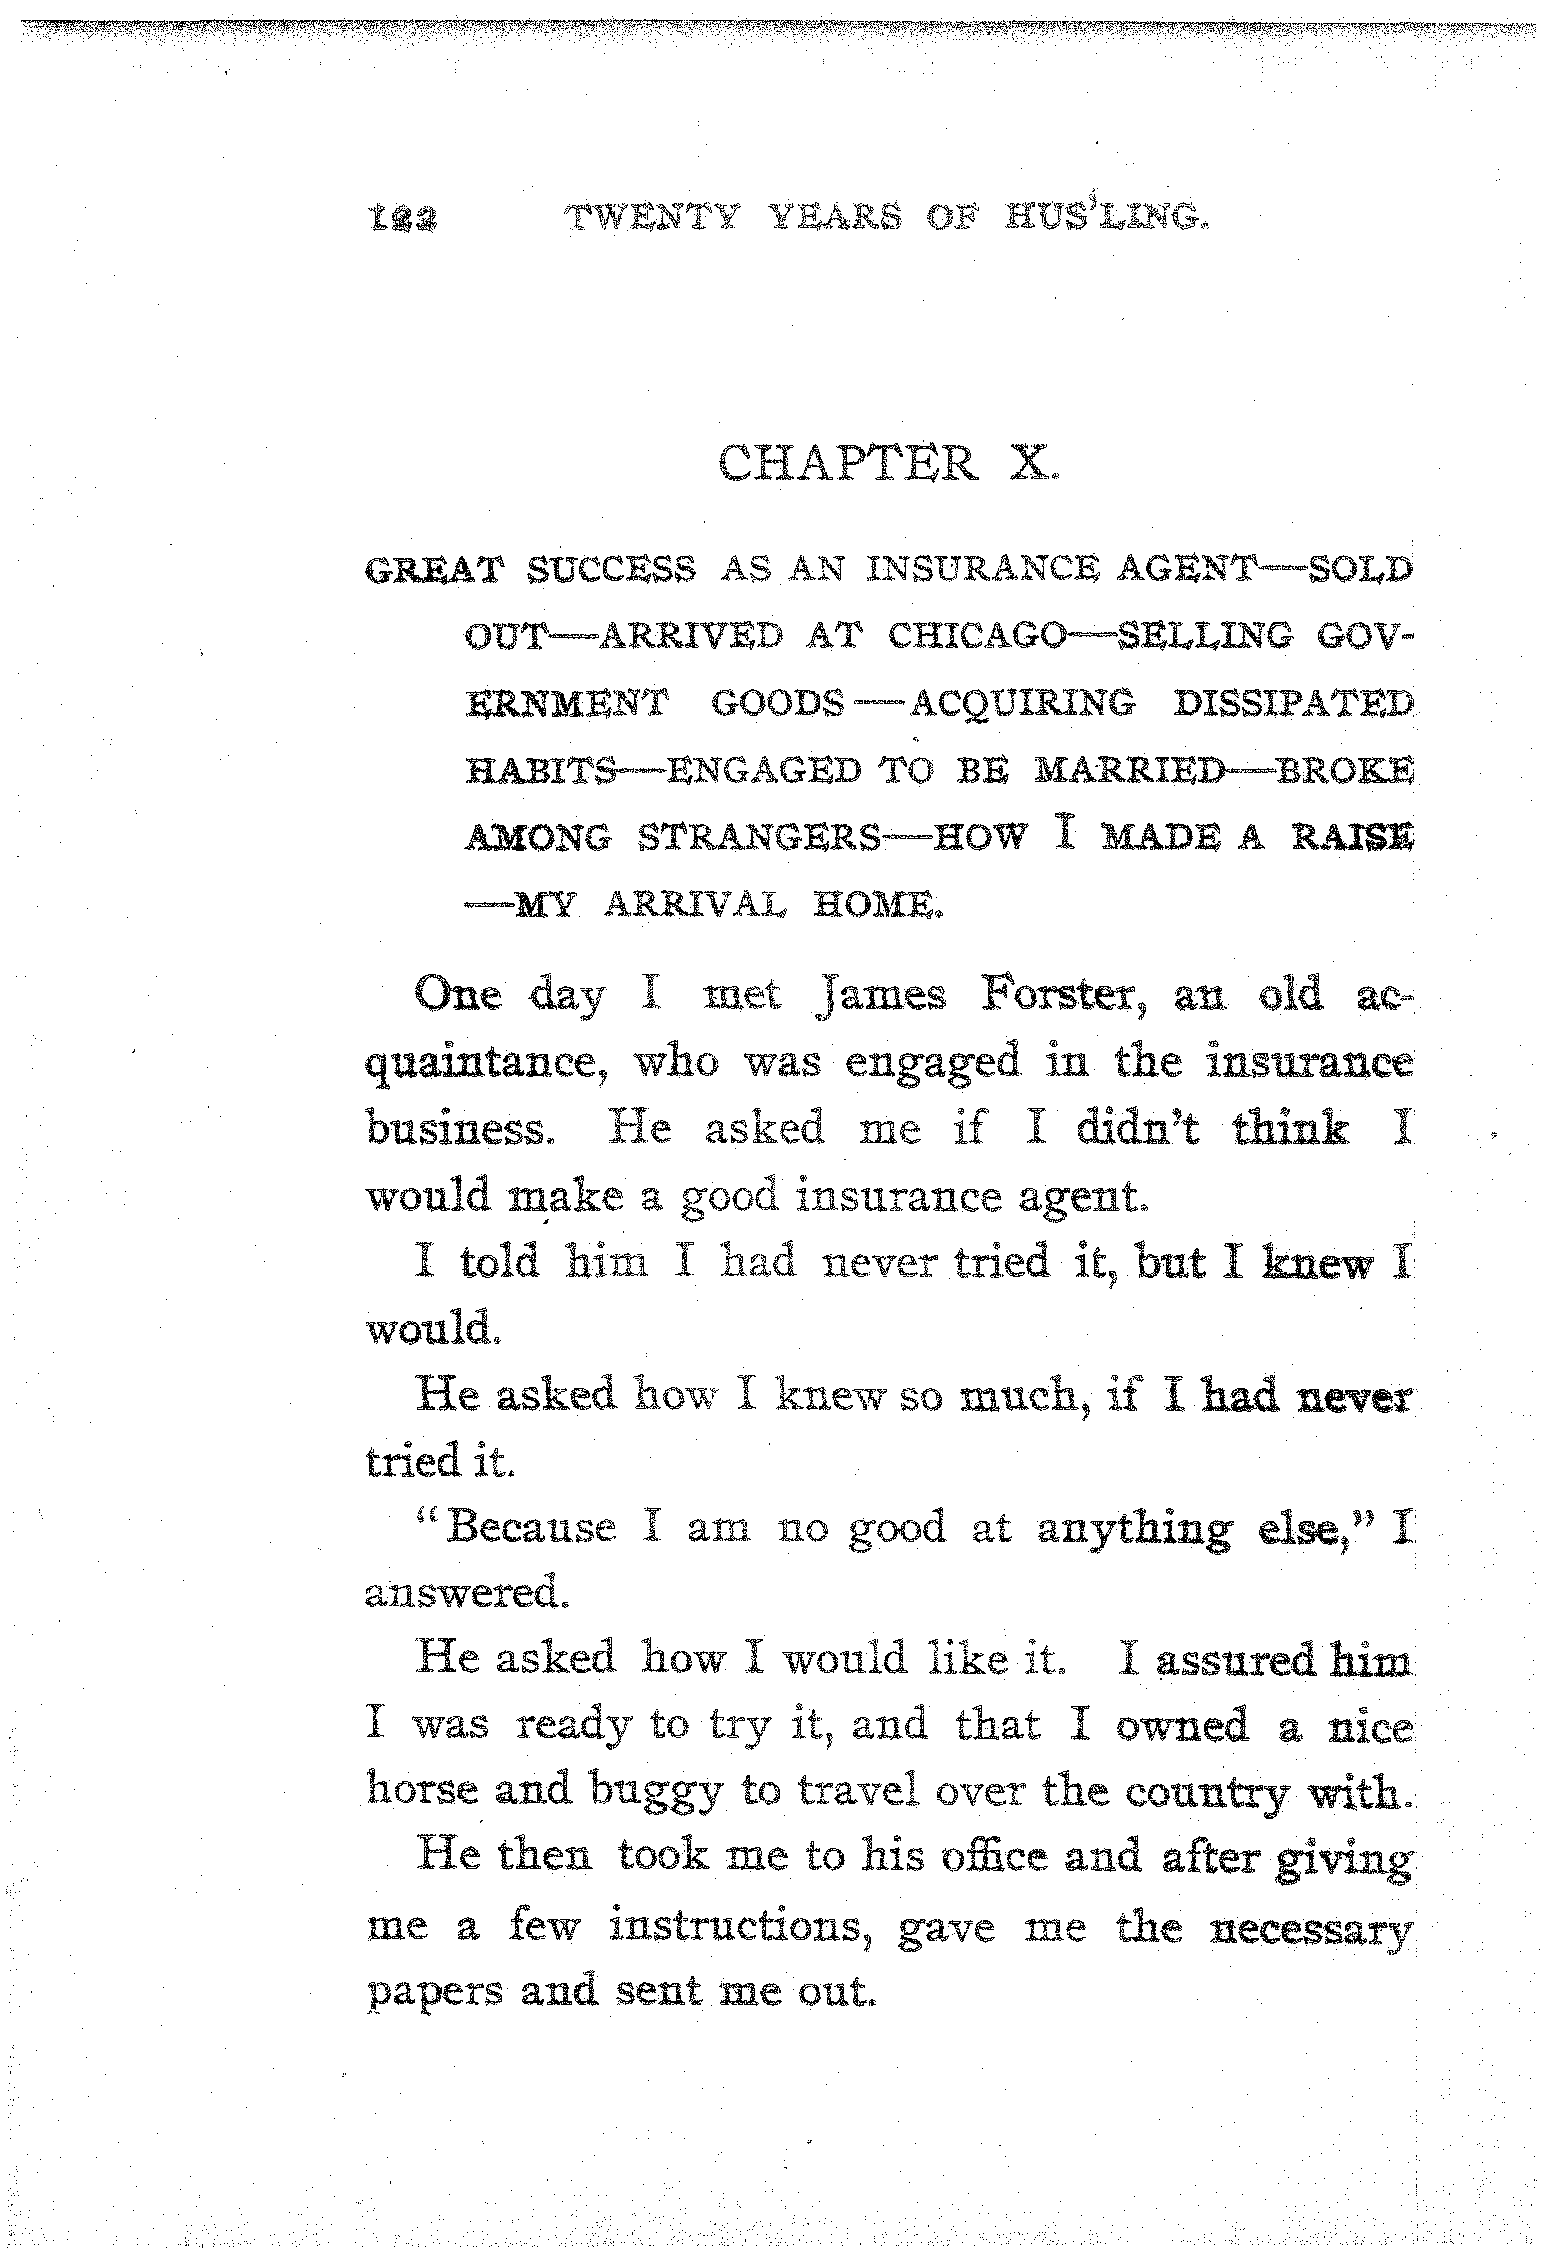 122 TWENTY YEARS OF HUS'LING.
CHAPTER X.
GREAT SUCCESS AS AN INSURANCE AGENT—SOLD
OUT—ARRIVED AT CHICAGO—SELLING GOV-
ERNMENT GOODS—ACQUIRING DISSIPATED
HABITS—ENGAGED TO BE MARRIED—BROKE
AMONG STRANGERS—HOW I MADE A RAISE
—MY ARRIVAL HOME.
One day I met James Forster, an old ac-
quaintance, who was engaged in the insurance
business. He asked me if I didn't think I
would make a good insurance agent.
I told him I had never tried it, but I knew I
would.
He asked how I knew so much, if I had never
tried it.
“Because I am no good at anything else,” I
answered.
He asked how I would like it. I assured him
I was ready to try it, and that I owned a nice
horse and buggy to travel over the country with.
He then took me to his office and after giving
me a few instructions, gave me the necessary
papers and sent me out.